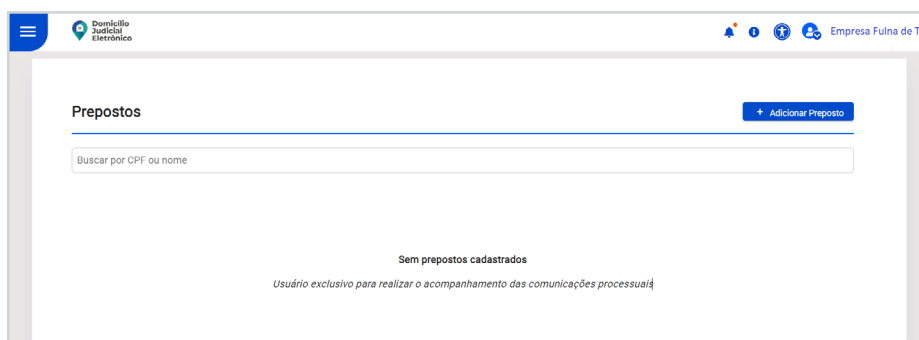 Domicílio
Judicial
Eletrônico
Empresa Fulna de T
Prepostos
+ Adicionar Preposto
Buscar por CPF ou nome
Sem prepostos cadastrados
Usuário exclusivo para realizar o acompanhamento das comunicações processuais